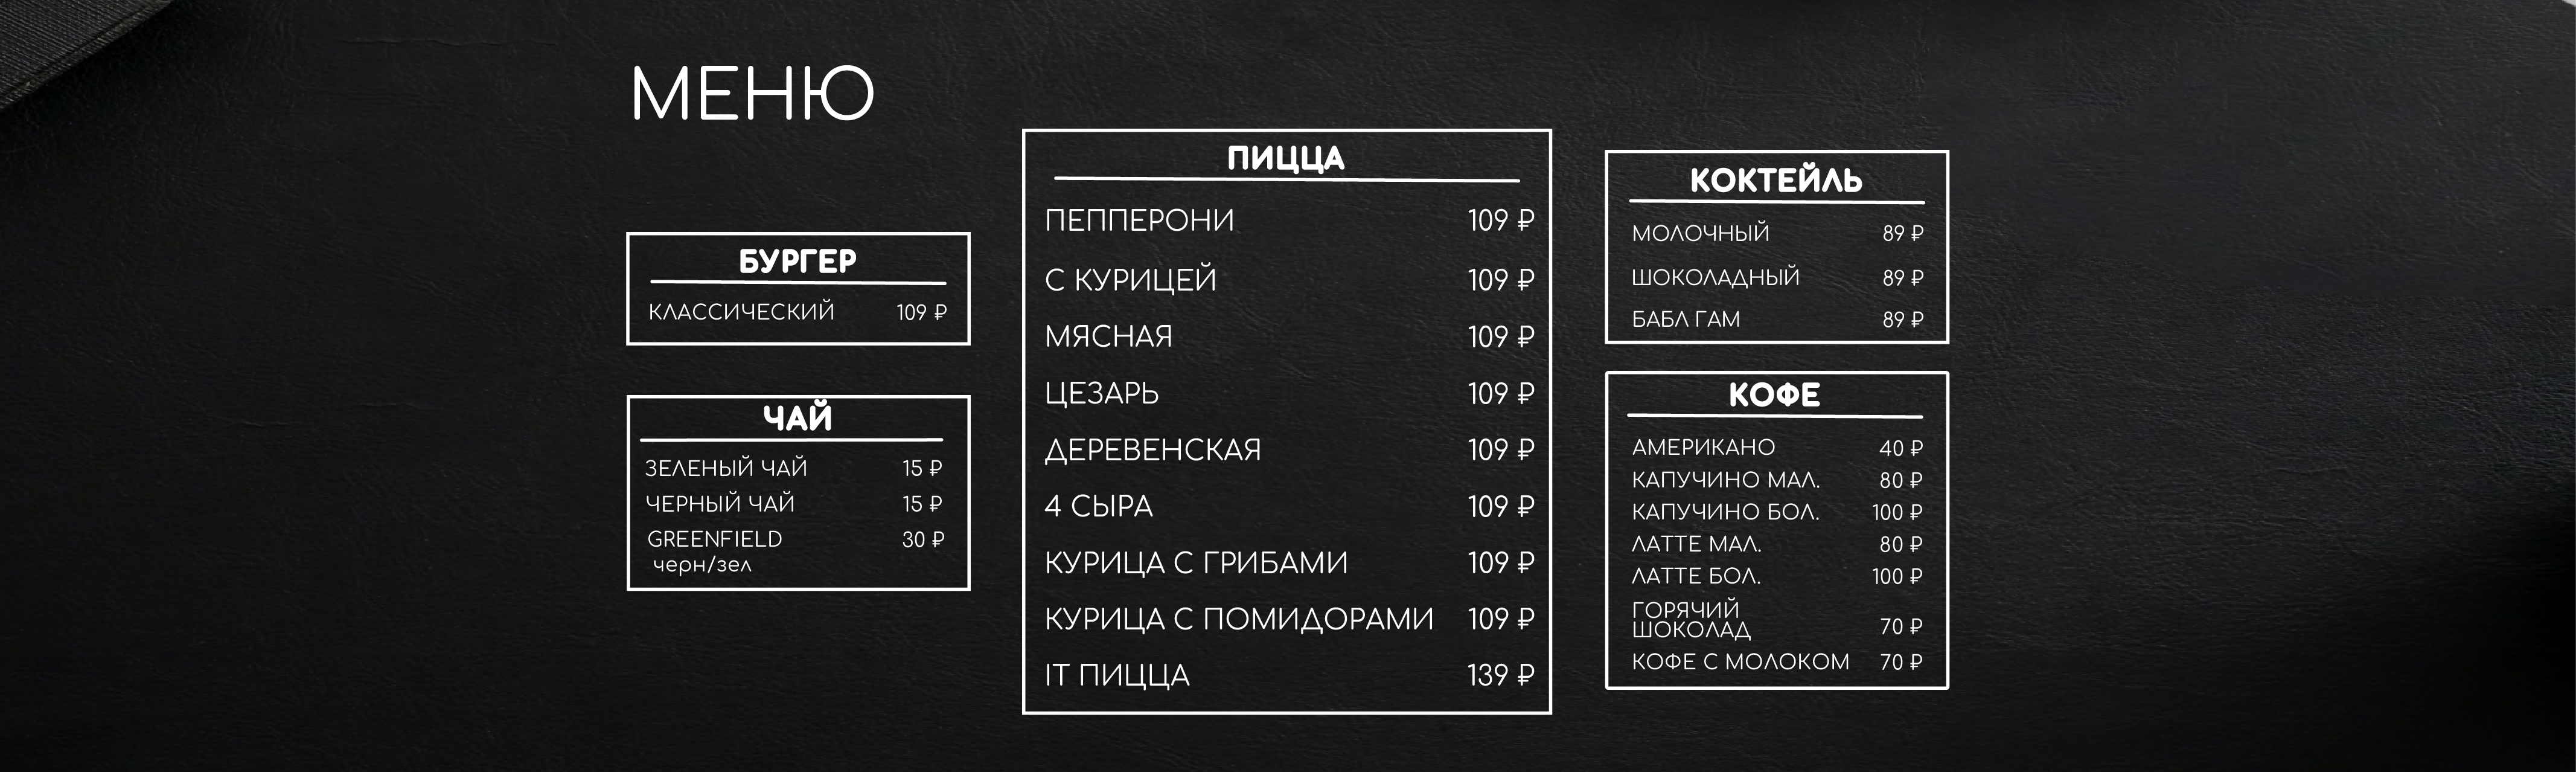 МЕНЮ
БУРГЕР
КЛАССИЧЕСКИЙ 109 ₽
ЧАЙ
ЗЕЛЕНЫЙ ЧАЙ 15 ₽
ЧЕРНЫЙ ЧАЙ 15 ₽
GREENFIELD 30 ₽
черн/зел
ПИЦЦА
ПЕППЕРОНИ 109 ₽
С КУРИЦЕЙ 109 ₽
МЯСНАЯ 109 ₽
ЦЕЗАРЬ 109 ₽
ДЕРЕВЕНСКАЯ 109 ₽
4 СЫРА 109 ₽
КУРИЦА С ГРИБАМИ 109 ₽
КУРИЦА С ПОМИДОРАМИ 109 ₽
IT ПИЦЦА 139 ₽
КОКТЕЙЛЬ
МОЛОЧНЫЙ 89 ₽
ШОКОЛАДНЫЙ 89 ₽
БАБЛ ГАМ 89 ₽
КОФЕ
АМЕРИКАНО 40 ₽
КАПУЧИНО МАЛ. 80 ₽
КАПУЧИНО БОЛ. 100 ₽
ЛАТТЕ МАЛ. 80 ₽
ЛАТТЕ БОЛ. 100 ₽
ГОРЯЧИЙ
ШОКОЛАД 70 ₽
КОФЕ С МОЛОКОМ 70 ₽